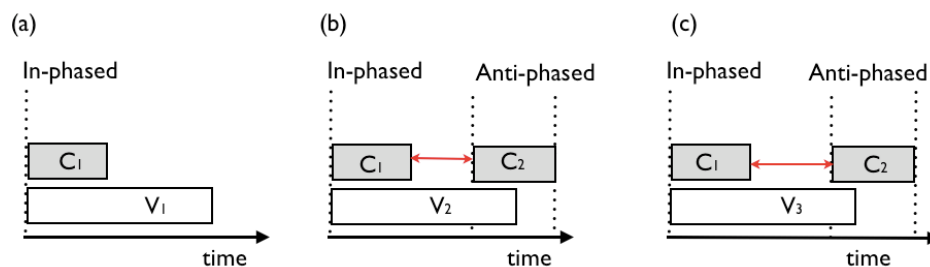 (a) (b) (c)
In-phased In-phased Anti-phased In-phased Anti-phased
C₁ C₁ C₂ C₁ C₂
V₁ V₂ V₃
time time time